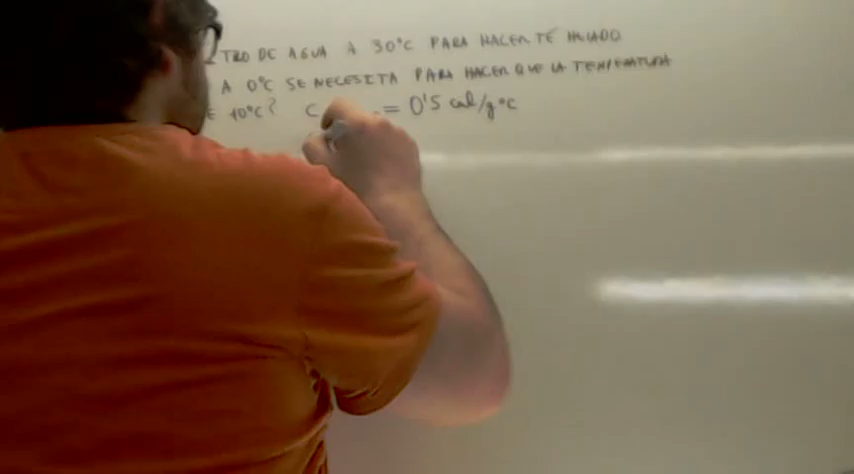 TRO DE AGUA A 30°C PARA HACER TÉ HELADO
A 0°C SE NECESITA PARA HACER QUE LA TEMPERATURA
E 10°C? C = 0'5 cal/g°C